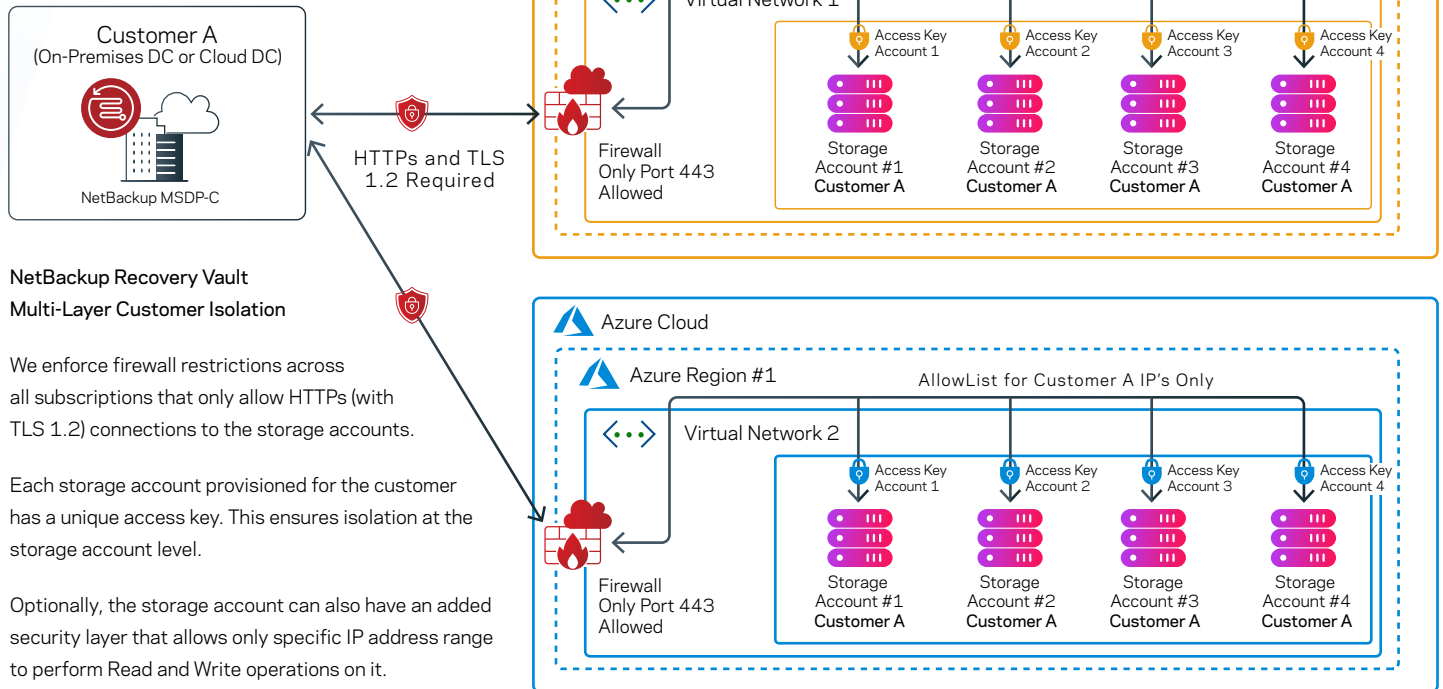 Virtual Network 1
Customer A
(On-Premises DC or Cloud DC)
NetBackup MSDP-C
HTTPs and TLS
1.2 Required
Firewall
Only Port 443
Allowed
Access Key
Account 1
Access Key
Account 2
Access Key
Account 3
Access Key
Account 4
Storage
Account #1
Customer A
Storage
Account #2
Customer A
Storage
Account #3
Customer A
Storage
Account #4
Customer A
NetBackup Recovery Vault
Multi-Layer Customer Isolation
We enforce firewall restrictions across
all subscriptions that only allow HTTPs (with
TLS 1.2) connections to the storage accounts.
Each storage account provisioned for the customer
has a unique access key. This ensures isolation at the
storage account level.
Optionally, the storage account can also have an added
security layer that allows only specific IP address range
to perform Read and Write operations on it.
Azure Cloud
Azure Region #1
AllowList for Customer A IP's Only
Virtual Network 2
Access Key
Account 1
Access Key
Account 2
Access Key
Account 3
Access Key
Account 4
Firewall
Only Port 443
Allowed
Storage
Account #1
Customer A
Storage
Account #2
Customer A
Storage
Account #3
Customer A
Storage
Account #4
Customer A